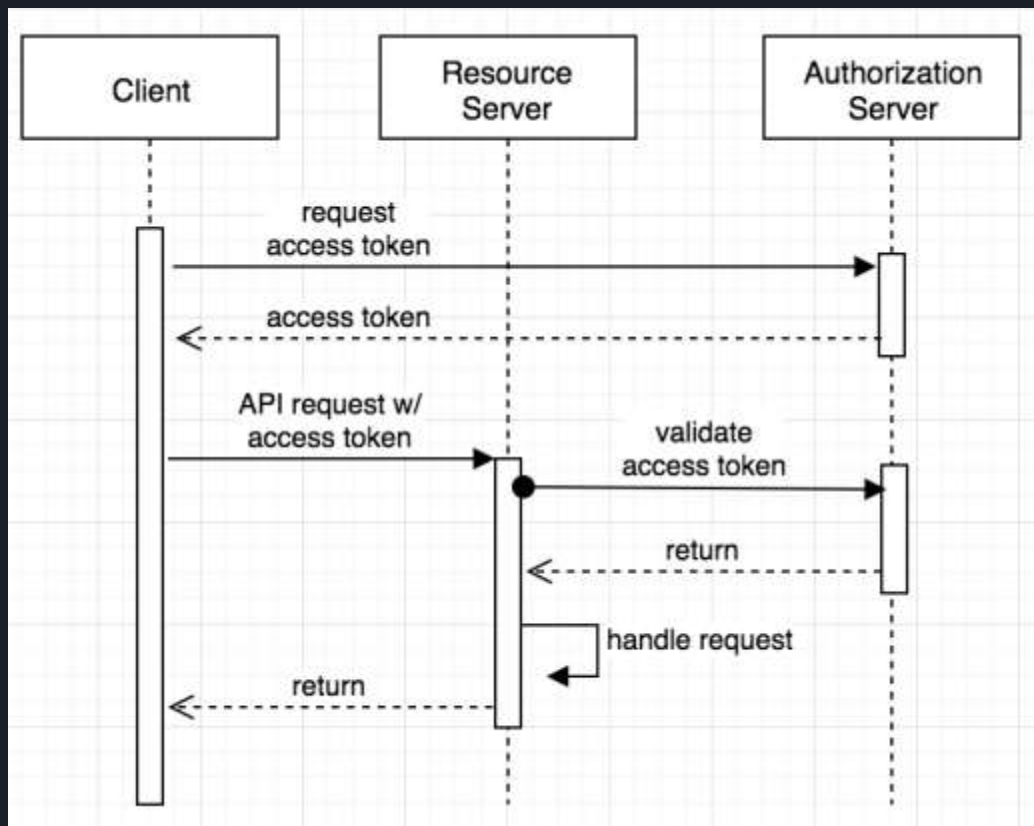 Client
Resource
Server
Authorization
Server
request
access token
access token
API request w/
access token
validate
access token
return
handle request
return